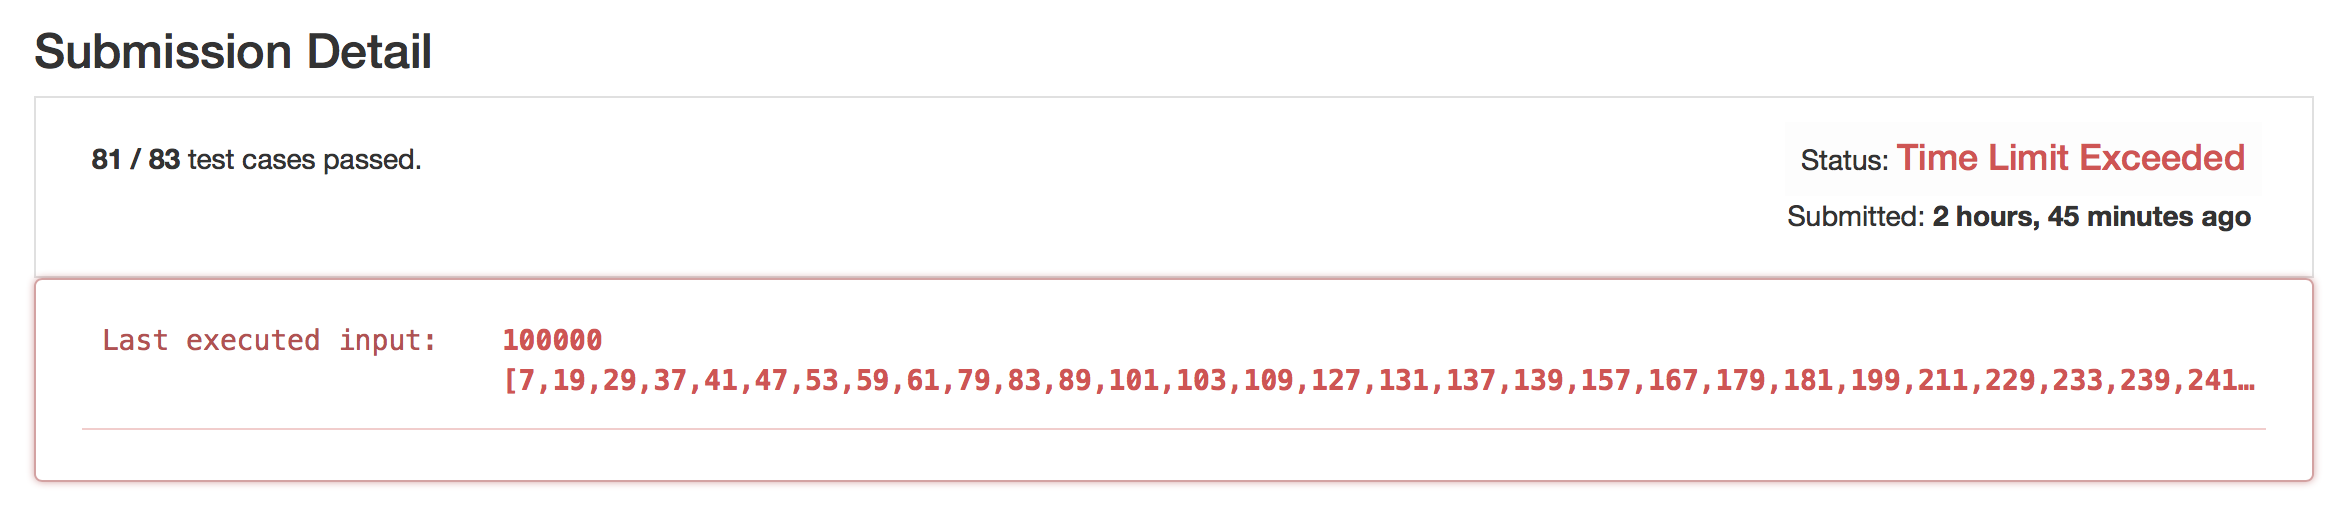 Submission Detail
81 / 83 test cases passed.
Status: Time Limit Exceeded
Submitted: 2 hours, 45 minutes ago
Last executed input: 100000
[7,19,29,37,41,47,53,59,61,79,83,89,101,103,109,127,131,137,139,157,167,179,181,199,211,229,233,239,241…